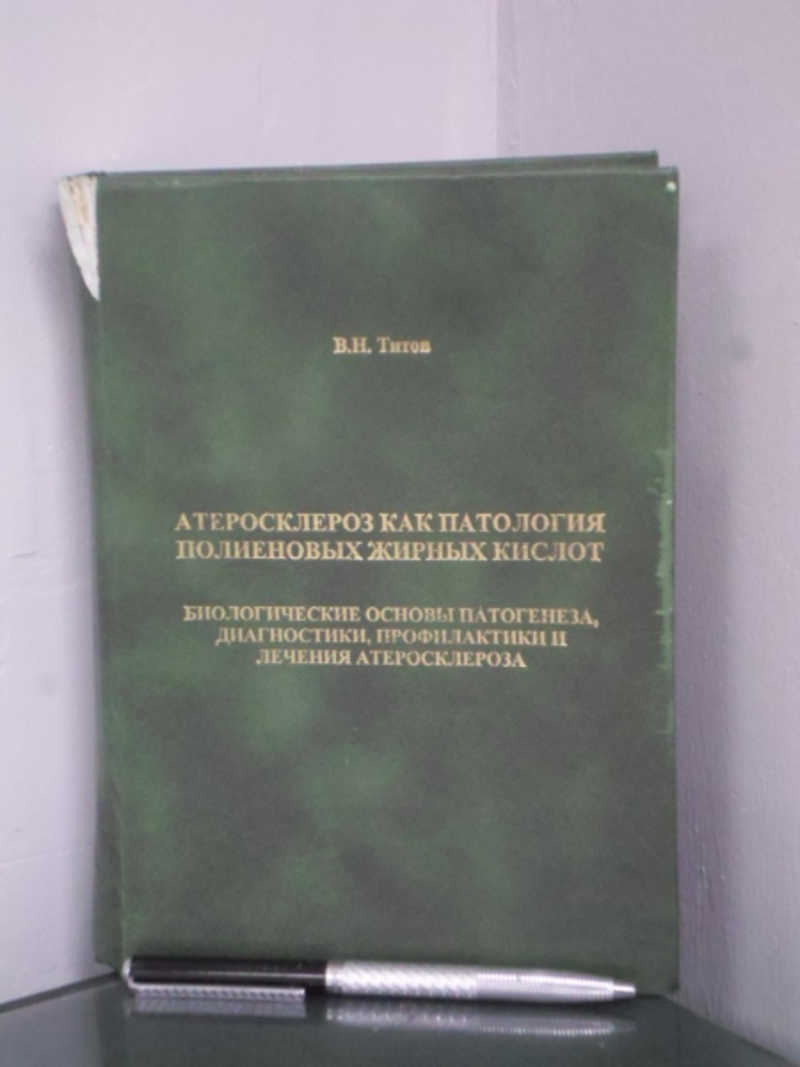 В.Н. Титов
АТЕРОСКЛЕРОЗ КАК ПАТОЛОГИЯ
ПОЛИЕНОВЫХ ЖИРНЫХ КИСЛОТ
БИОЛОГИЧЕСКИЕ ОСНОВЫ ПАТОГЕНЕЗА,
ДИАГНОСТИКИ, ПРОФИЛАКТИКИ И
ЛЕЧЕНИЯ АТЕРОСКЛЕРОЗА